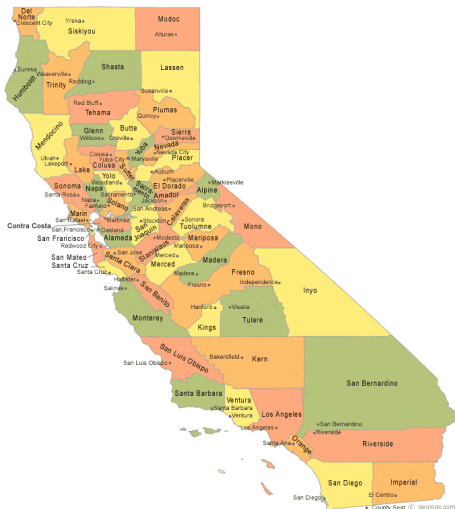 Del
Norte
Crescent City
Yreka
Siskiyou
Modoc
Alturas
Eureka
Humboldt
Weaverville
Trinity
Shasta
Redding
Lassen
Susanville
Red Bluff
Tehama
Plumas
Quincy
Mendocino
Glenn
Willows
Butte
Oroville
Sierra
Downieville
Yuba
Nevada
Nevada City
Ukiah
Lakeport
Lake
Colusa
Colusa
Yuba City
Sutter
Marysville
Placer
Auburn
Sonoma
Santa Rosa
Napa
Napa
Yolo
Woodland
Sacramento
Sacra
mento
Placerville
El Dorado
Alpine
Markleeville
Fairfield
Solano
Jackson
Amador
San Andreas
Calaveras
Bridgeport
Marin
San Rafael
Contra Costa
Martinez
Stockton
San
Joaquin
Sonora
Tuolumne
Mono
San Francisco
San Francisco
Oakland
Alameda
Redwood City
San Mateo
Modesto
Stanislaus
Mariposa
Mariposa
Santa Cruz
Santa Cruz
San Jose
Santa Clara
Merced
Merced
Madera
Madera
Hollister
San Benito
Salinas
Fresno
Fresno
Independence
Inyo
Monterey
Hanford
Kings
Visalia
Tulare
San Luis Obispo
San Luis Obispo
Bakersfield
Kern
San Bernardino
Santa Barbara
Santa Barbara
Ventura
Ventura
Los Angeles
Los Angeles
San Bernardino
Riverside
Riverside
Santa Ana
Orange
San Diego
San Diego
Imperial
El Centro
County Seat © geology.com